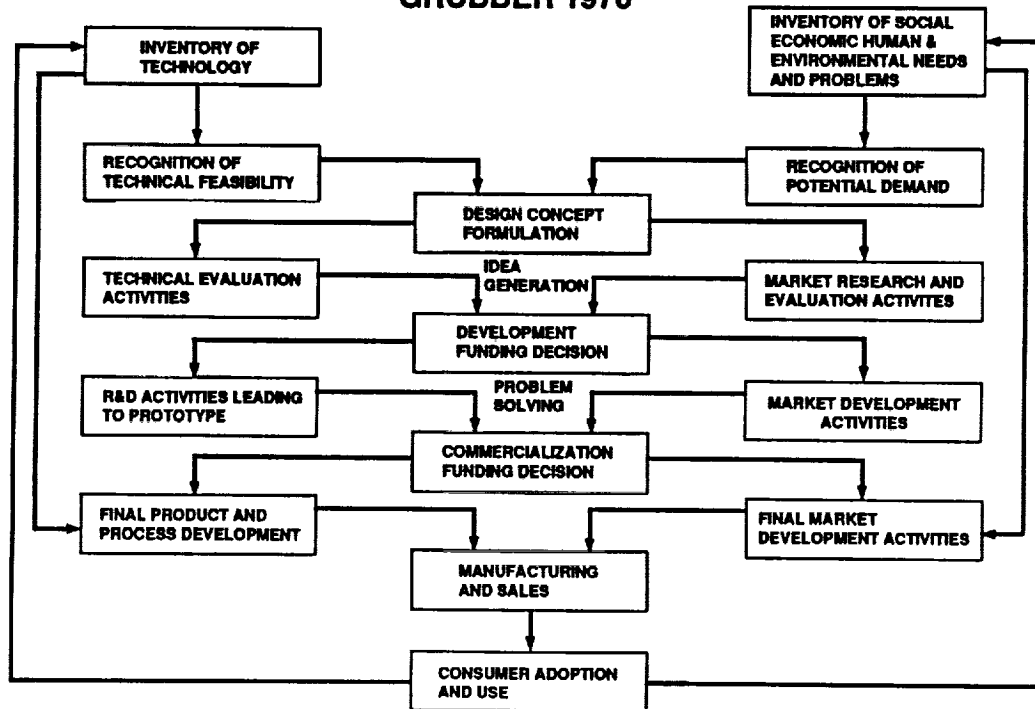 GRUBBER 1976
INVENTORY OF
TECHNOLOGY
INVENTORY OF SOCIAL
ECONOMIC HUMAN &
ENVIRONMENTAL NEEDS
AND PROBLEMS
RECOGNITION OF
TECHNICAL FEASIBILITY
RECOGNITION OF
POTENTIAL DEMAND
DESIGN CONCEPT
FORMULATION
TECHNICAL EVALUATION
ACTIVITIES
IDEA
GENERATION
MARKET RESEARCH AND
EVALUATION ACTIVITES
DEVELOPMENT
FUNDING DECISION
R&D ACTIVITIES LEADING
TO PROTOTYPE
PROBLEM
SOLVING
MARKET DEVELOPMENT
ACTIVITIES
COMMERCIALIZATION
FUNDING DECISION
FINAL PRODUCT AND
PROCESS DEVELOPMENT
FINAL MARKET
DEVELOPMENT ACTIVITIES
MANUFACTURING
AND SALES
CONSUMER ADOPTION
AND USE